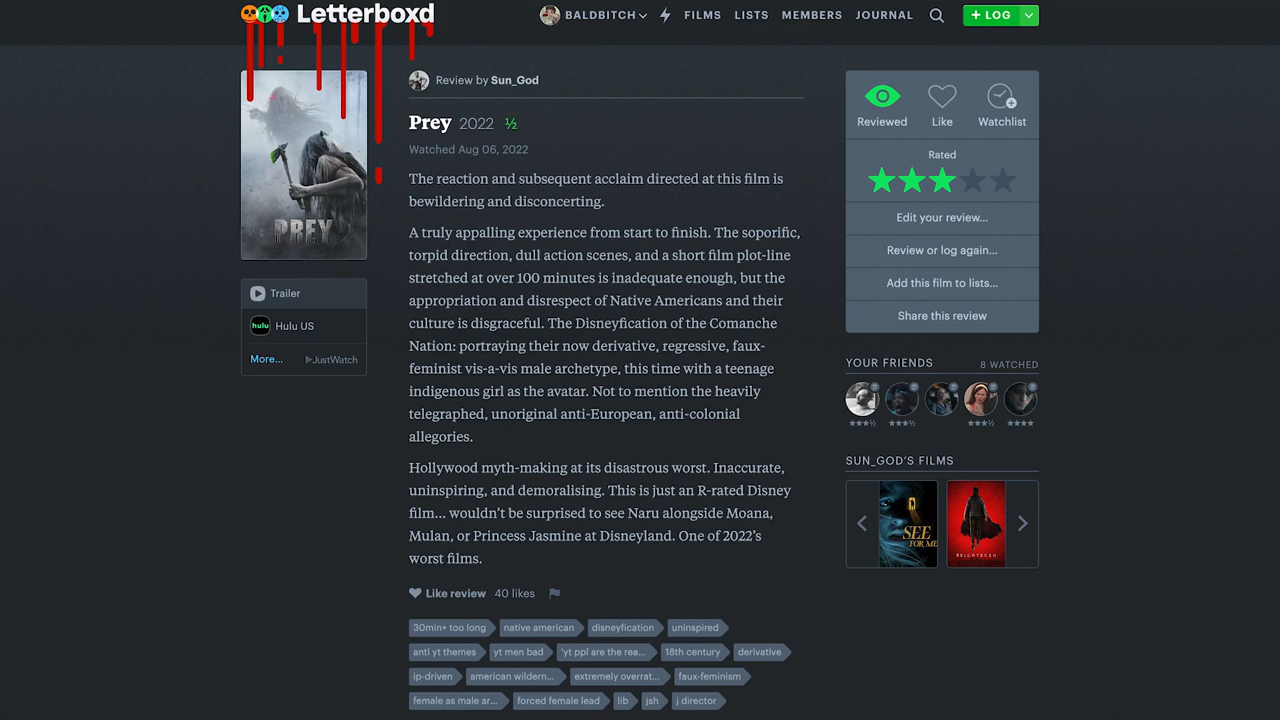 Letterboxd
BALDBITCH
FILMS
LISTS
MEMBERS
JOURNAL
+ LOG
PREY
Trailer
hulu
Hulu US
More...
JustWatch
Review by Sun_God
Prey 2022 ½
Watched Aug 06, 2022
The reaction and subsequent acclaim directed at this film is
bewildering and disconcerting.
A truly appalling experience from start to finish. The soporific,
torpid direction, dull action scenes, and a short film plot-line
stretched at over 100 minutes is inadequate enough, but the
appropriation and disrespect of Native Americans and their
culture is disgraceful. The Disneyfication of the Comanche
Nation: portraying their now derivative, regressive, faux-
feminist vis-a-vis male archetype, this time with a teenage
indigenous girl as the avatar. Not to mention the heavily
telegraphed, unoriginal anti-European, anti-colonial
allegories.
Hollywood myth-making at its disastrous worst. Inaccurate,
uninspiring, and demoralising. This is just an R-rated Disney
film... wouldn't be surprised to see Naru alongside Moana,
Mulan, or Princess Jasmine at Disneyland. One of 2022's
worst films.
Like review 40 likes
30min+ too long
native american
disneyfication
uninspired
anti yt themes
yt men bad
'yt ppl are the rea...
18th century
derivative
ip-driven
american wildern...
extremely overrat...
faux-feminism
female as male ar...
forced female lead
lib
jsh
j director
Reviewed
Like
Watchlist
Rated
★★★★★
Edit your review...
Review or log again...
Add this film to lists...
Share this review
YOUR FRIENDS
8 WATCHED
★★★½
★★★½
★★★½
★★★★
SUN_GOD'S FILMS
SEE
FOR ME
BRIGHTBURN